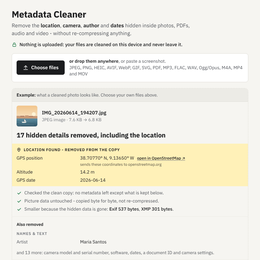 Metadata Cleaner
Remove the location, camera, author and dates hidden inside photos, PDFs,
audio and video - without re-compressing anything.
Nothing is uploaded: your files are cleaned on this device and never leave it.
Choose files
or drop them anywhere, or paste a screenshot.
JPEG, PNG, HEIC, AVIF, WebP, GIF, SVG, PDF, MP3, FLAC, WAV, Ogg/Opus, M4A, MP4
and MOV
Example: what a cleaned photo looks like. Choose your own files above.
IMG_20260614_194207.jpg
JPEG image · 7.6 KB → 6.8 KB
17 hidden details removed, including the location
LOCATION FOUND - REMOVED FROM THE COPY
GPS position
38.70770° N, 9.13650° W
open in OpenStreetMap ↗
sends these coordinates to openstreetmap.org
Altitude
14.2 m
GPS date
2026-06-14
Checked the clean copy: no metadata left except what is kept below.
Picture data untouched - copied byte for byte, not re-compressed.
Smaller because the hidden data is gone: Exif 537 bytes, XMP 201 bytes.
Also removed
NAMES & TEXT
Artist
Maria Santos
and 13 more: camera model and serial number, software, dates, a document ID and camera settings.